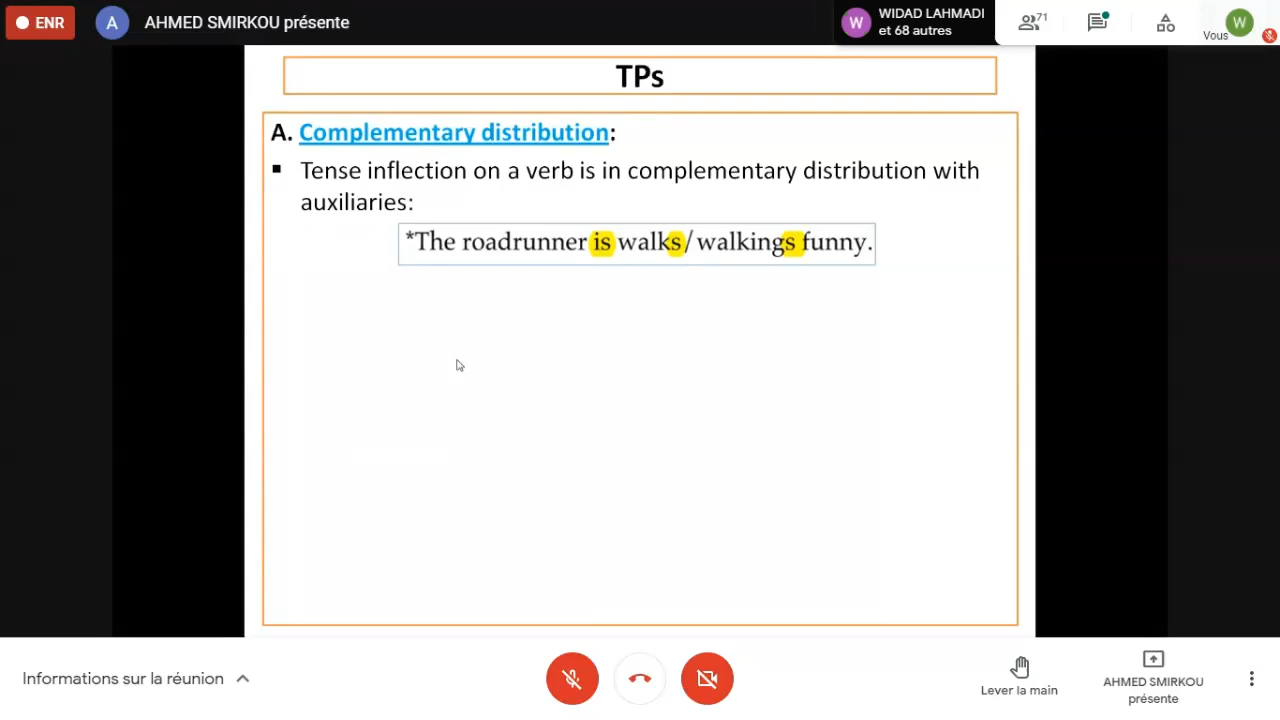 ENR
A
AHMED SMIRKOU présente
W
WIDAD LAHMADI
et 68 autres
71
Vous
W
TPs
A. Complementary distribution:
▪ Tense inflection on a verb is in complementary distribution with
auxiliaries:
*The roadrunner is walks/walkings funny.
Informations sur la réunion
Lever la main
AHMED SMIRKOU
présente